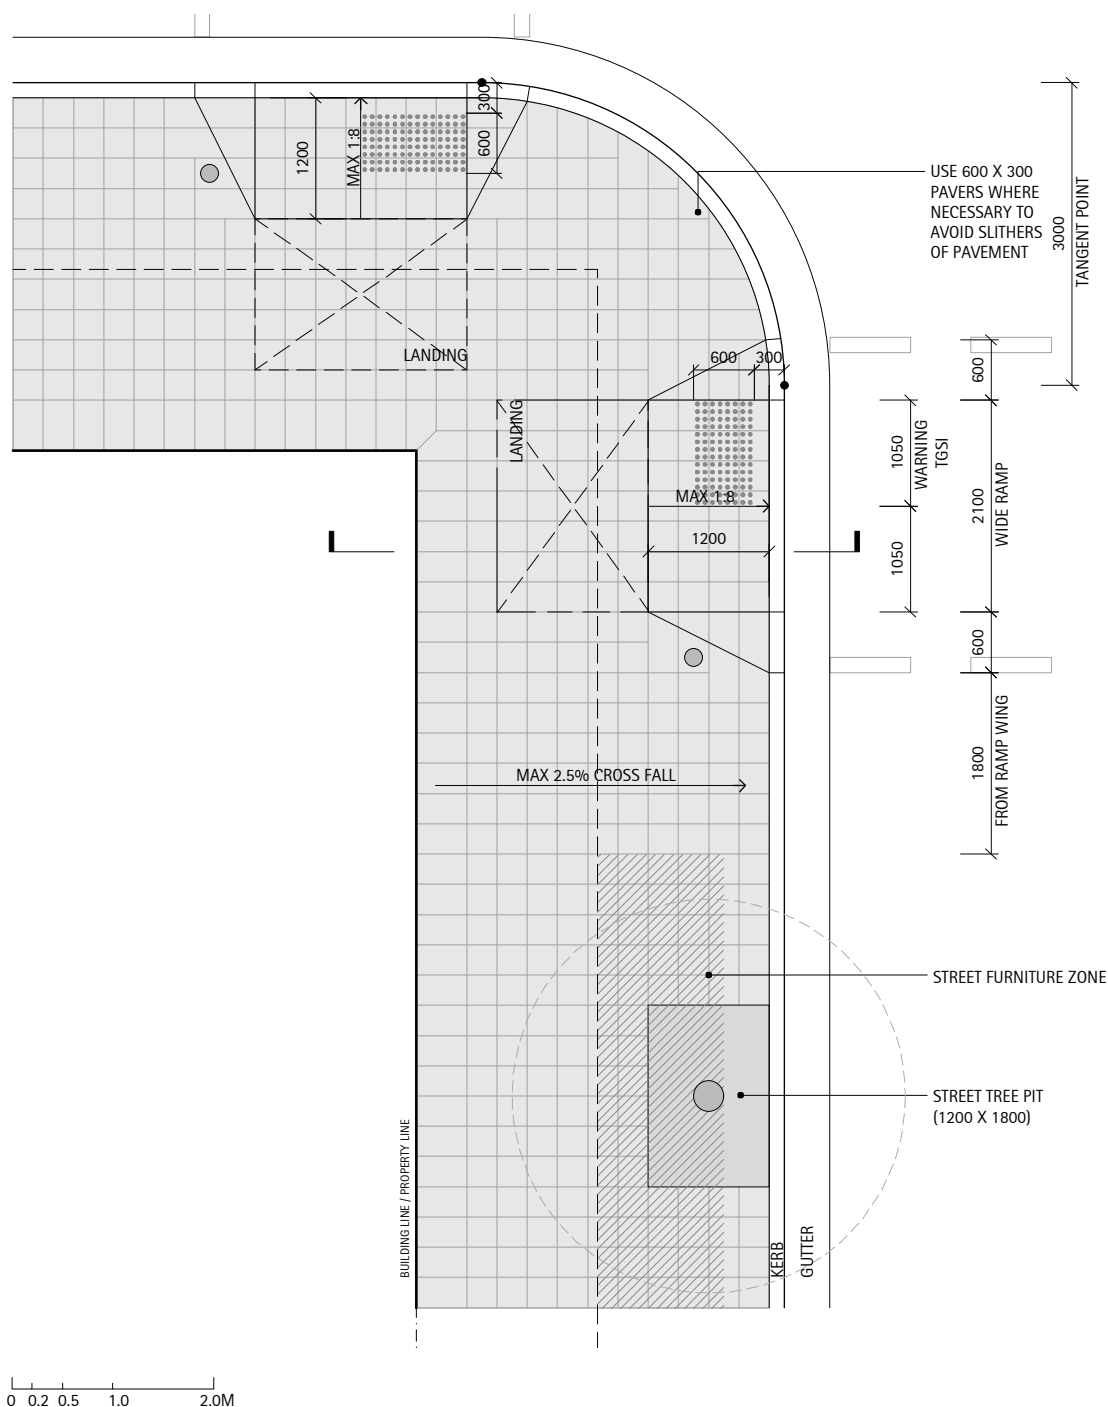 300
1200
MAX 1:8
600
USE 600 X 300
PAVERS WHERE
NECESSARY TO
AVOID SLITHERS
OF PAVEMENT
3000
TANGENT POINT
LANDING
600
300
600
LANDING
1050
WARNING
TGSI
MAX 1:8
2100
WIDE RAMP
1200
1050
600
1800
FROM RAMP WING
MAX 2.5% CROSS FALL
STREET FURNITURE ZONE
STREET TREE PIT
(1200 X 1800)
BUILDING LINE / PROPERTY LINE
KERB
GUTTER
0 0.2 0.5 1.0 2.0M